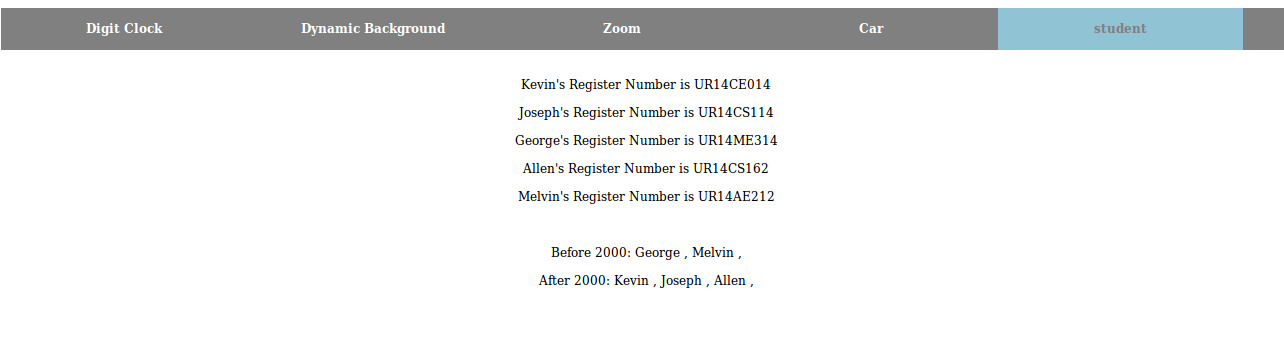 Digit Clock Dynamic Background Zoom Car student
Kevin's Register Number is UR14CE014
Joseph's Register Number is UR14CS114
George's Register Number is UR14ME314
Allen's Register Number is UR14CS162
Melvin's Register Number is UR14AE212
Before 2000: George , Melvin ,
After 2000: Kevin , Joseph , Allen ,